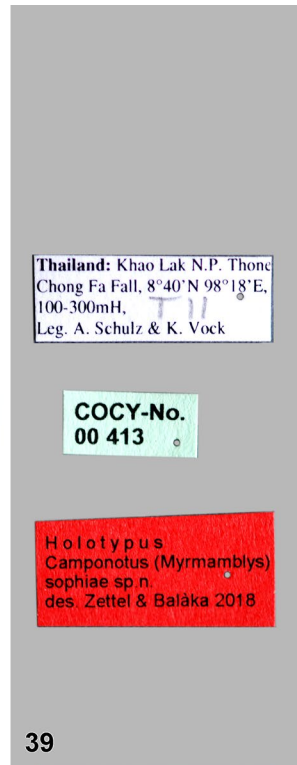 Thailand: Khao Lak N.P. Thone
Chong Fa Fall, 8°40'N 98°18'E,
100-300mH, T11
Leg. A. Schulz & K. Vock
COCY-No.
00 413
Holotypus
Camponotus (Myrmamblys)
sophiae sp.n.
des. Zettel & Balàka 2018
39